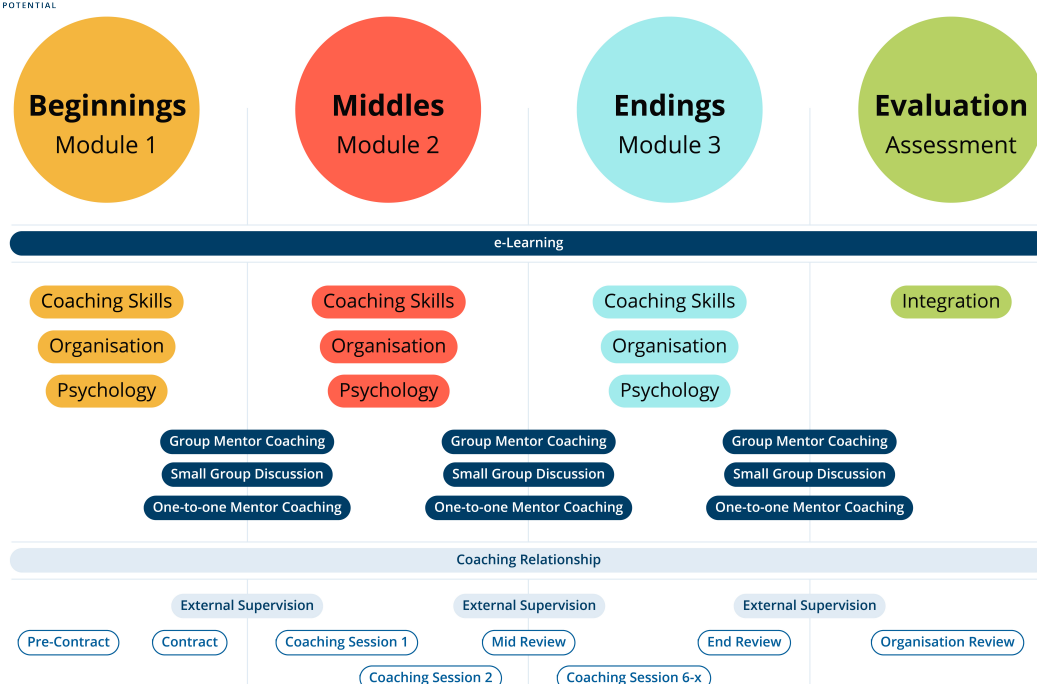 POTENTIAL
Beginnings
Module 1
Middles
Module 2
Endings
Module 3
Evaluation
Assessment
e-Learning
Coaching Skills
Coaching Skills
Coaching Skills
Integration
Organisation
Organisation
Organisation
Psychology
Psychology
Psychology
Group Mentor Coaching
Group Mentor Coaching
Group Mentor Coaching
Small Group Discussion
Small Group Discussion
Small Group Discussion
One-to-one Mentor Coaching
One-to-one Mentor Coaching
One-to-one Mentor Coaching
Coaching Relationship
External Supervision
External Supervision
External Supervision
Pre-Contract
Contract
Coaching Session 1
Mid Review
End Review
Organisation Review
Coaching Session 2
Coaching Session 6-x